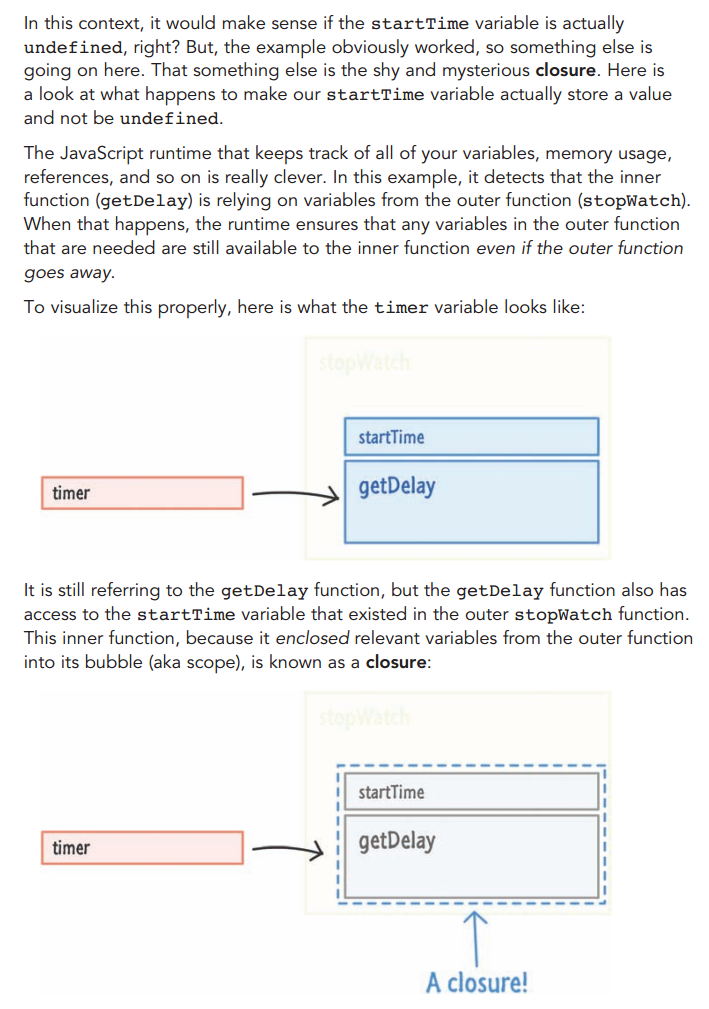 In this context, it would make sense if the startTime variable is actually
undefined, right? But, the example obviously worked, so something else is
going on here. That something else is the shy and mysterious closure. Here is
a look at what happens to make our startTime variable actually store a value
and not be undefined.
The JavaScript runtime that keeps track of all of your variables, memory usage,
references, and so on is really clever. In this example, it detects that the inner
function (getDelay) is relying on variables from the outer function (stopWatch).
When that happens, the runtime ensures that any variables in the outer function
that are needed are still available to the inner function even if the outer function
goes away.
To visualize this properly, here is what the timer variable looks like:
stopWatch
startTime
timer
getDelay
It is still referring to the getDelay function, but the getDelay function also has
access to the startTime variable that existed in the outer stopWatch function.
This inner function, because it enclosed relevant variables from the outer function
into its bubble (aka scope), is known as a closure:
stopWatch
startTime
timer
getDelay
A closure!